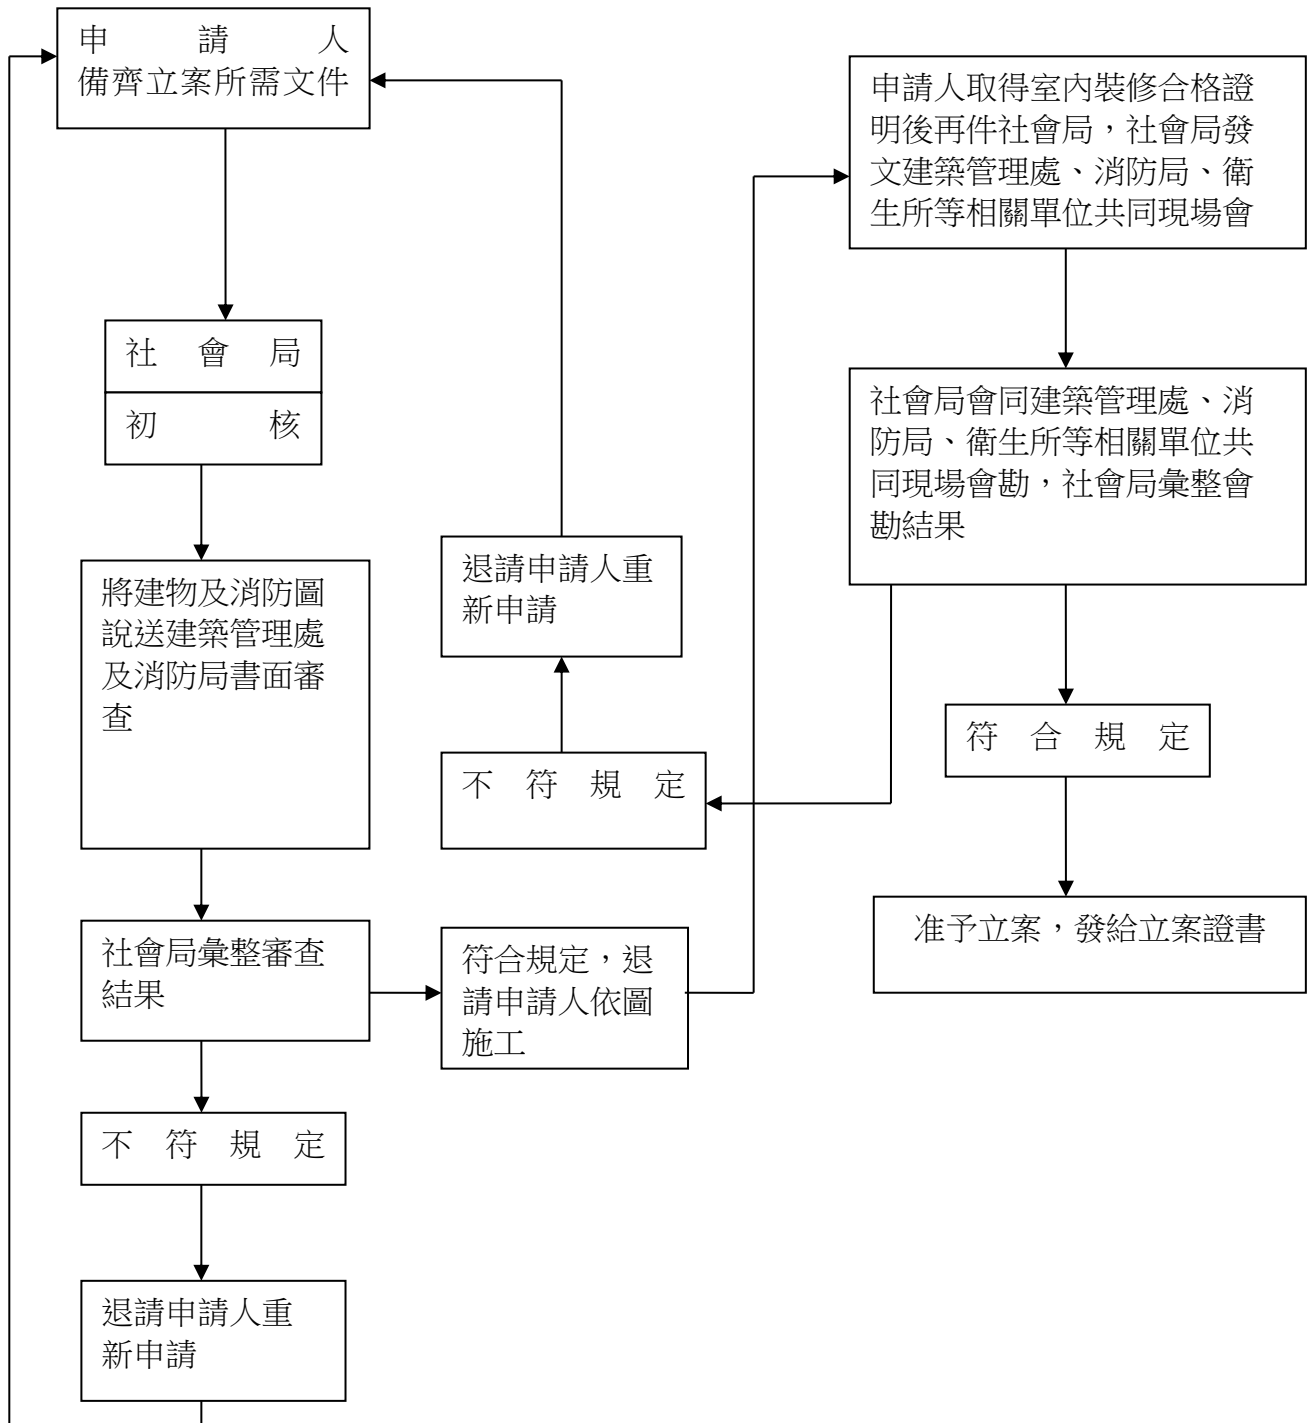 申請人
備齊立案所需文件
社會局
初核
將建物及消防圖
說送建築管理處
及消防局書面審
查
社會局彙整審查
結果
不符規定
退請申請人重
新申請
退請申請人重
新申請
不符規定
符合規定，退
請申請人依圖
施工
申請人取得室內裝修合格證
明後再件社會局，社會局發
文建築管理處、消防局、衛
生所等相關單位共同現場會
社會局會同建築管理處、消
防局、衛生所等相關單位共
同現場會勘，社會局彙整會
勘結果
符合規定
准予立案，發給立案證書